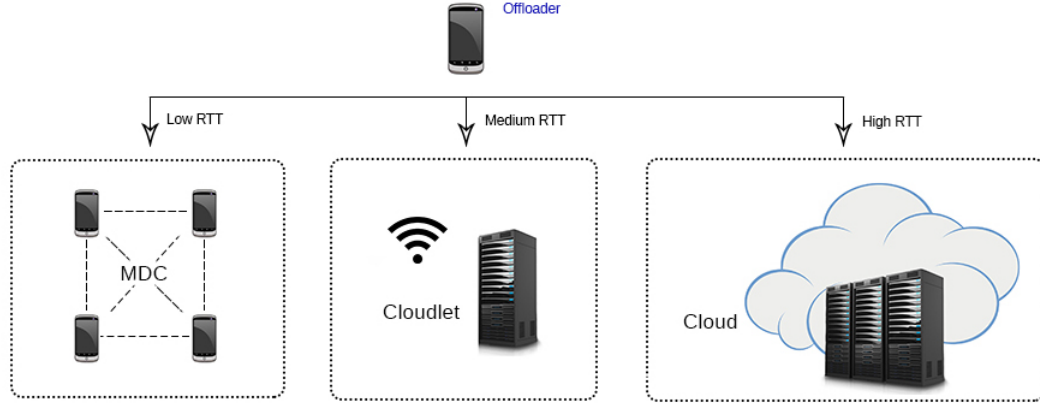 Offloader
Low RTT
Medium RTT
High RTT
MDC
Cloudlet
Cloud